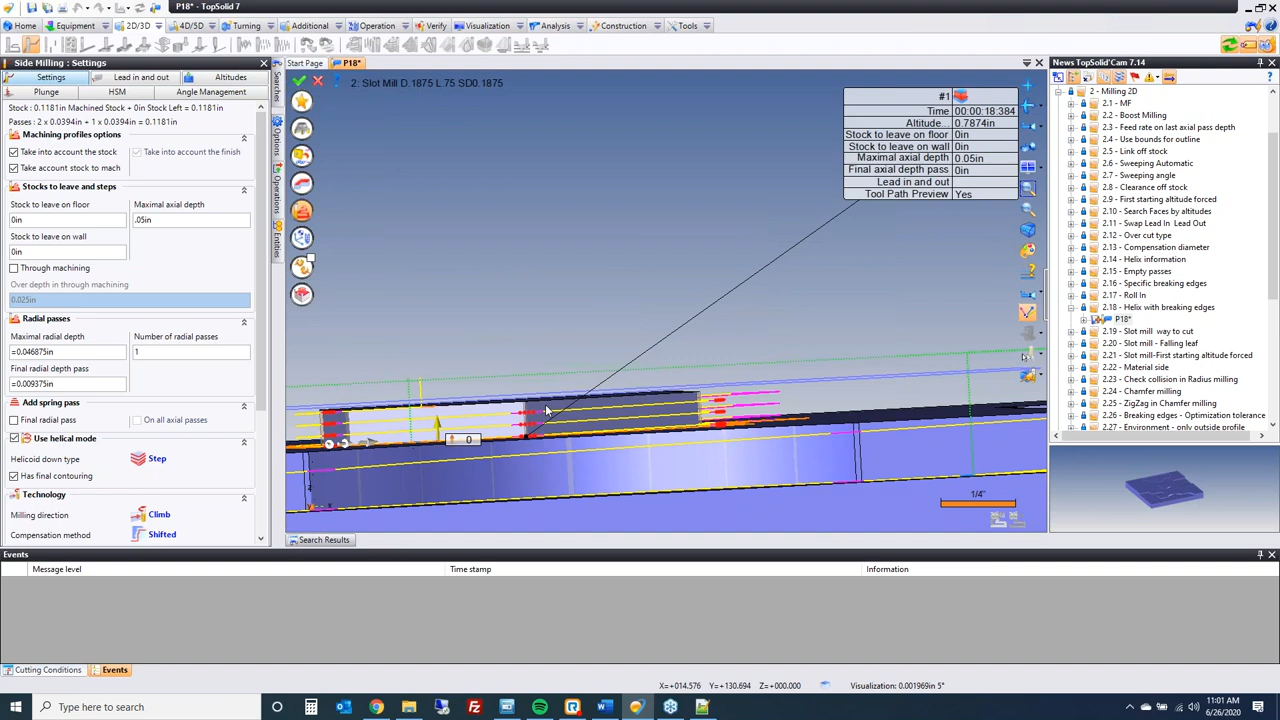 P18* - TopSolid 7
Home Equipment 2D/3D 4D/5D Turning Additional Operation Verify Visualization Analysis Construction Tools
Side Milling : Settings
Settings Lead in and out Altitudes
Plunge HSM Angle Management
Stock : 0.1181in Machined Stock + 0in Stock Left = 0.1181in
Passes : 2 x 0.0394in + 1 x 0.0394in = 0.1181in
Machining profiles options
Take into account the stock Take into account the finish
Take account stock to mach
Stocks to leave and steps
Stock to leave on floor Maximal axial depth
0in .05in
Stock to leave on wall
0in
Through machining
Over depth in through machining
0.025in
Radial passes
Maximal radial depth Number of radial passes
=0.046875in 1
Final radial depth pass
=0.009375in
Add spring pass
Final radial pass On all axial passes
Use helical mode
Helicoid down type Step
Has final contouring
Technology
Milling direction Climb
Compensation method Shifted
Searches
Options
Operations
Entities
Start Page P18*
2: Slot Mill D.1875 L.75 SD0.1875
#1
Time 00:00:18:384
Altitude... 0.7874in
Stock to leave on floor 0in
Stock to leave on wall 0in
Maximal axial depth 0.05in
Final axial depth pass 0in
Lead in and out
Tool Path Preview Yes
0
1/4"
Search Results
News TopSolid'Cam 7.14
2 - Milling 2D
2.1 - MF
2.2 - Boost Milling
2.3 - Feed rate on last axial pass depth
2.4 - Use bounds for outline
2.5 - Link off stock
2.6 - Sweeping Automatic
2.7 - Sweeping angle
2.8 - Clearance off stock
2.9 - First starting altitude forced
2.10 - Search Faces by altitudes
2.11 - Swap Lead In Lead Out
2.12 - Over cut type
2.13 - Compensation diameter
2.14 - Helix information
2.15 - Empty passes
2.16 - Specific breaking edges
2.17 - Roll In
2.18 - Helix with breaking edges
P18*
2.19 - Slot mill way to cut
2.20 - Slot mill - Falling leaf
2.21 - Slot mill-First starting altitude forced
2.22 - Material side
2.23 - Check collision in Radius milling
2.24 - Chamfer milling
2.25 - ZigZag in Chamfer milling
2.26 - Breaking edges - Optimization tolerance
2.27 - Environment - only outside profile
Events
Message level Time stamp Information
Cutting Conditions Events
X=+014.576 Y=+130.694 Z=+000.000 Visualization: 0.001969in 5°
Type here to search
11:01 AM
6/26/2020